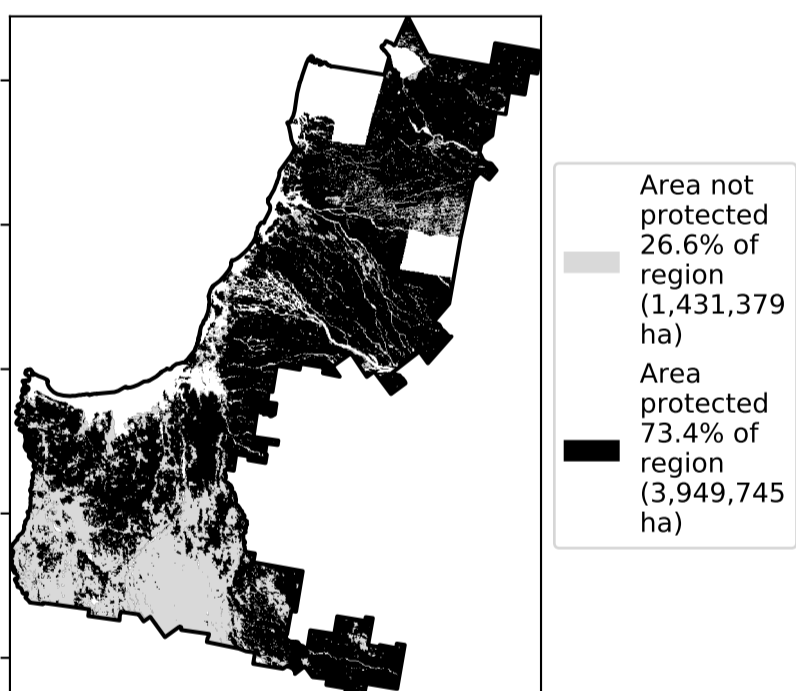 Area not
protected
26.6% of
region
(1,431,379
ha)
Area
protected
73.4% of
region
(3,949,745
ha)